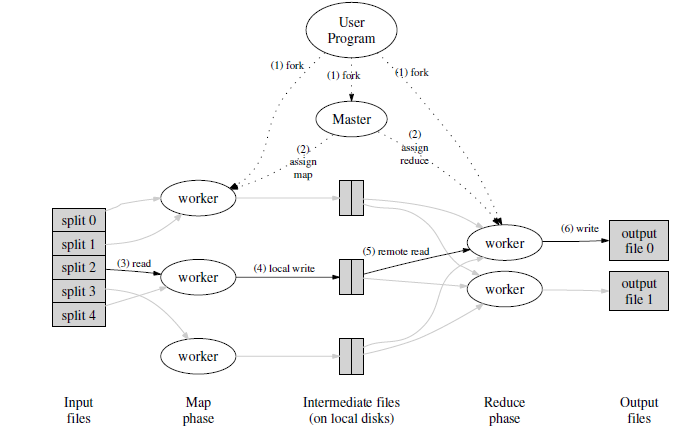 User
Program
(1) fork
(1) fork
(1) fork
Master
(2)
assign
map
(2)
assign
reduce
worker
split 0
split 1
split 2
split 3
split 4
(3) read
worker
(4) local write
(5) remote read
worker
(6) write
output
file 0
worker
output
file 1
worker
Input
files
Map
phase
Intermediate files
(on local disks)
Reduce
phase
Output
files